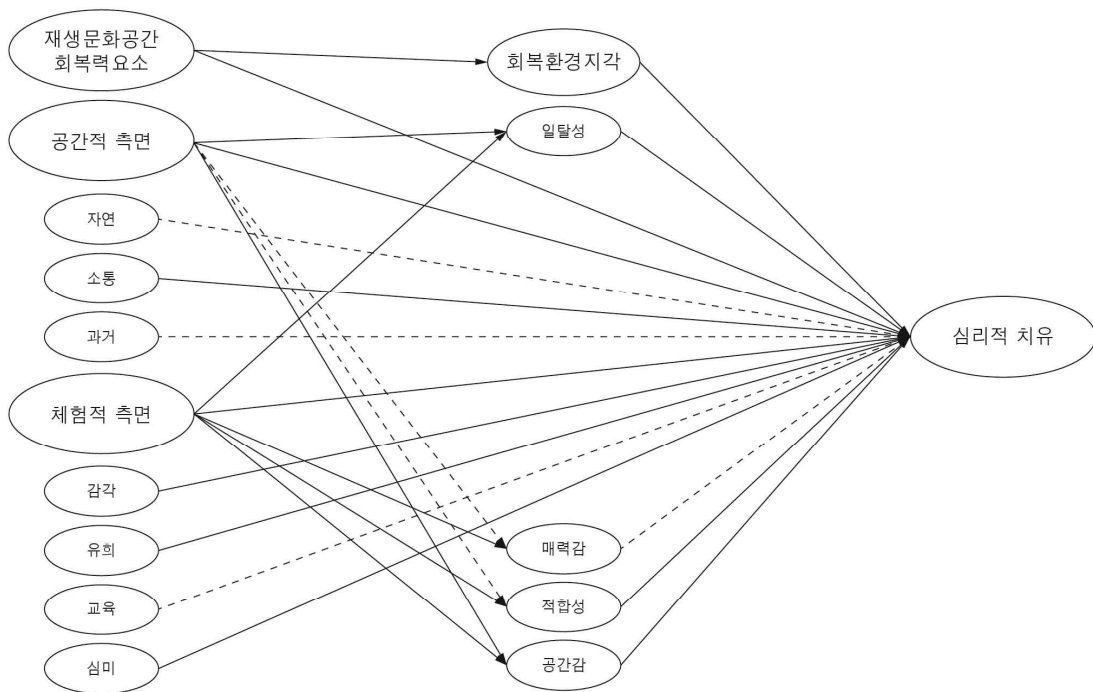 재생문화공간
회복력요소
회복환경지각
공간적 측면
일탈성
자연
소통
과거
심리적 치유
체험적 측면
감각
유희
매력감
교육
적합성
심미
공간감